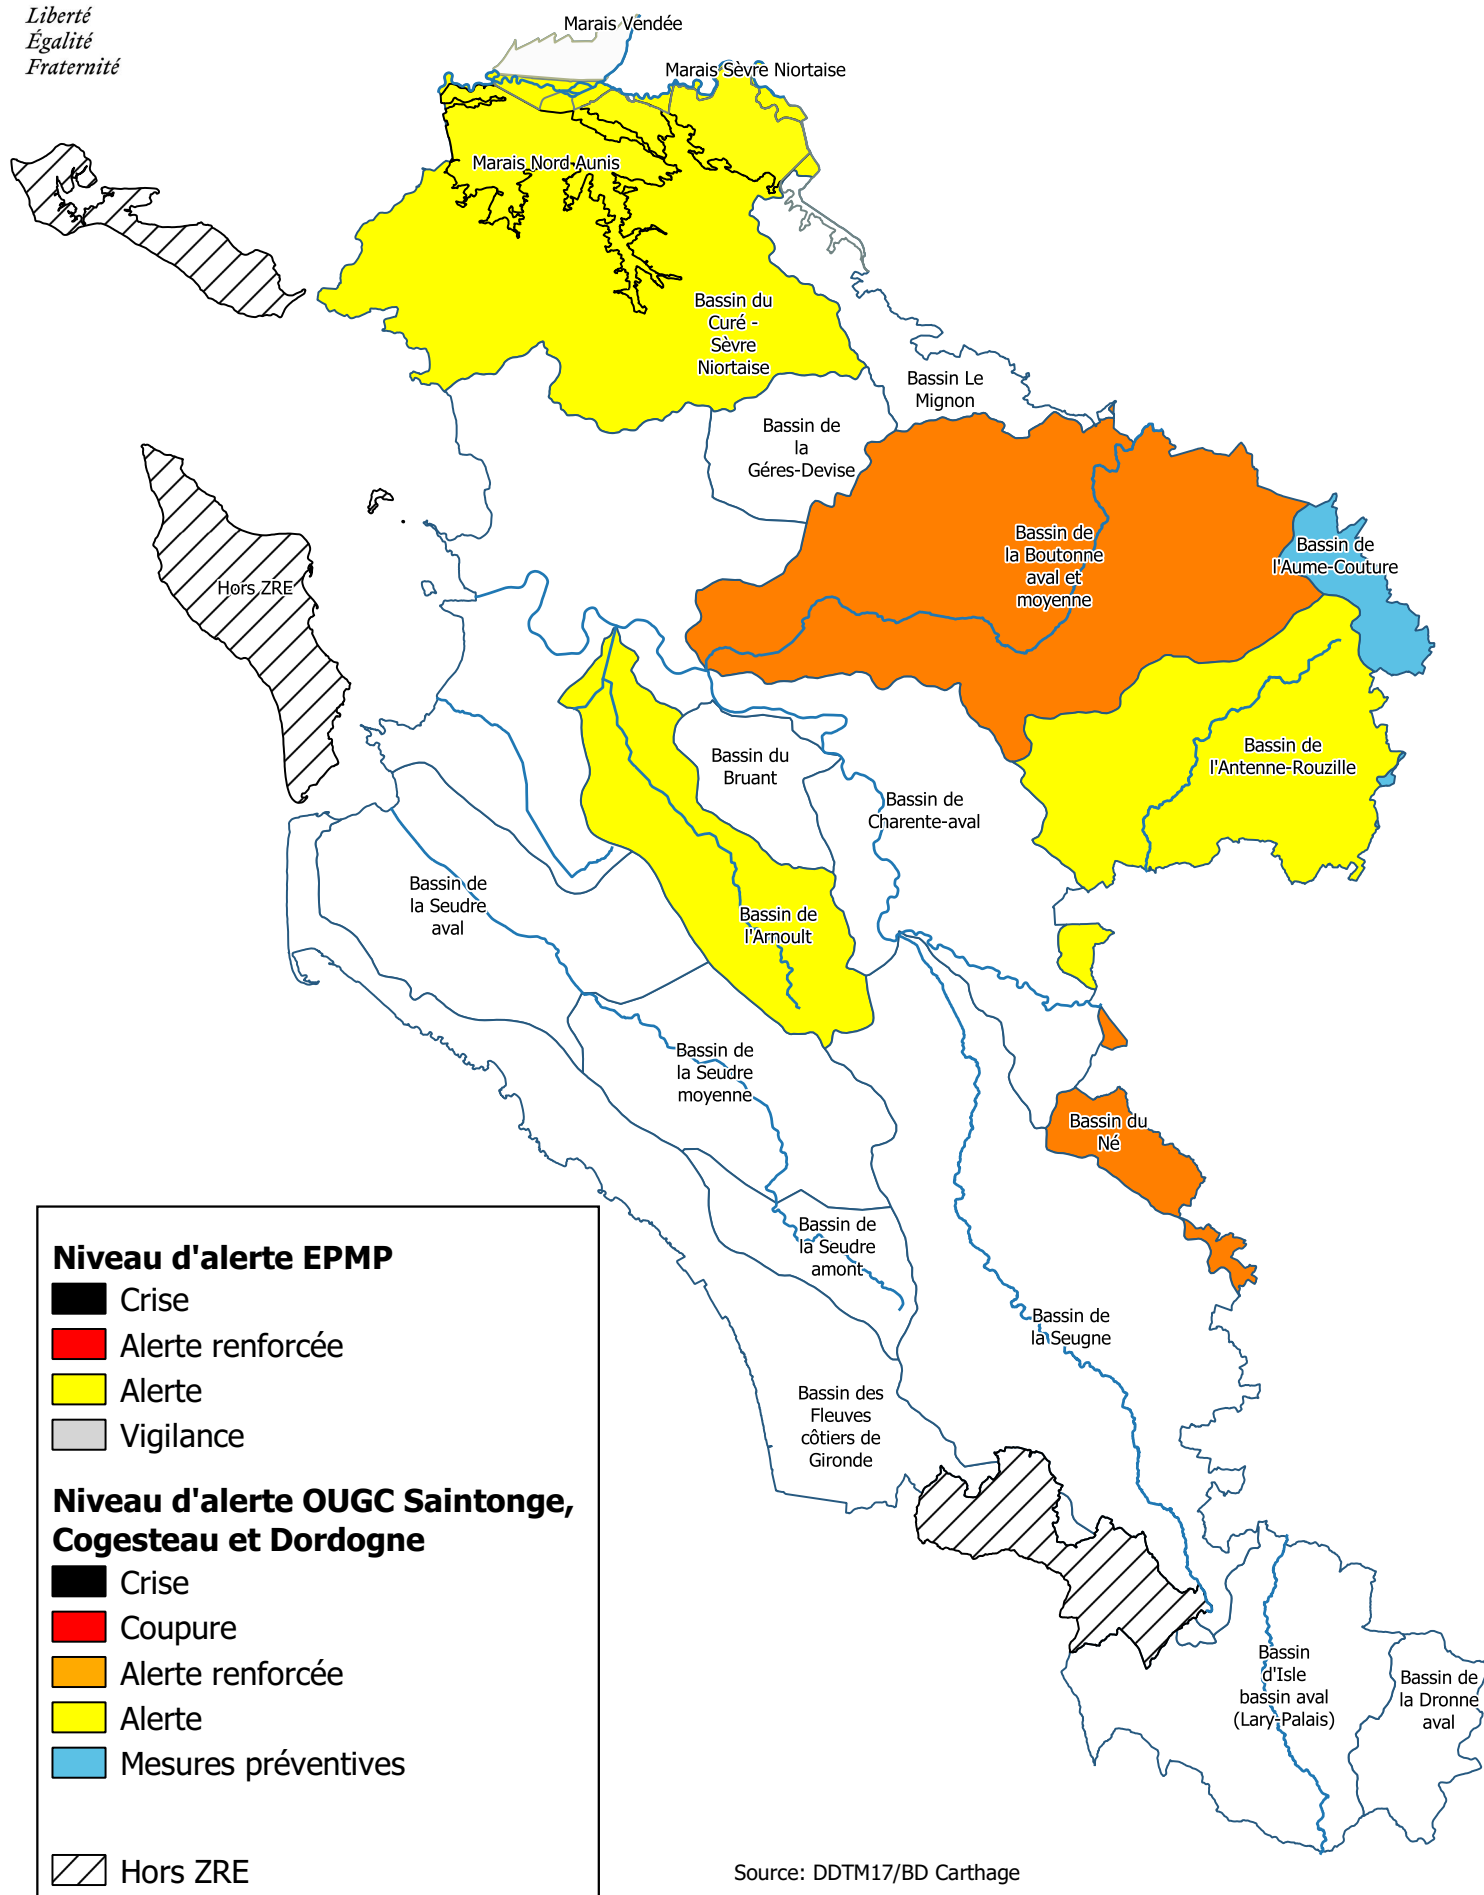 Liberté
Égalité
Fraternité
Marais Vendée
Marais Sèvre Niortaise
Marais Nord Aunis
Bassin du
Curé -
Sèvre
Niortaise
Bassin Le
Mignon
Bassin de
la
Géres-Devise
Bassin de
la Boutonne
aval et
moyenne
Bassin de
l'Aume-Couture
Hors ZRE
Bassin de
l'Antenne-Rouzille
Bassin du
Bruant
Bassin de
Charente-aval
Bassin de
la Seudre
aval
Bassin de
l'Arnoult
Bassin de
la Seudre
moyenne
Bassin du
Né
Bassin de
la Seudre
amont
Bassin de
la Seugne
Bassin des
Fleuves
côtiers de
Gironde
Bassin
d'Isle
bassin aval
(Lary-Palais)
Bassin de
la Dronne
aval
Niveau d'alerte EPMP
Crise
Alerte renforcée
Alerte
Vigilance
Niveau d'alerte OUGC Saintonge,
Cogesteau et Dordogne
Crise
Coupure
Alerte renforcée
Alerte
Mesures préventives
Hors ZRE
Source: DDTM17/BD Carthage